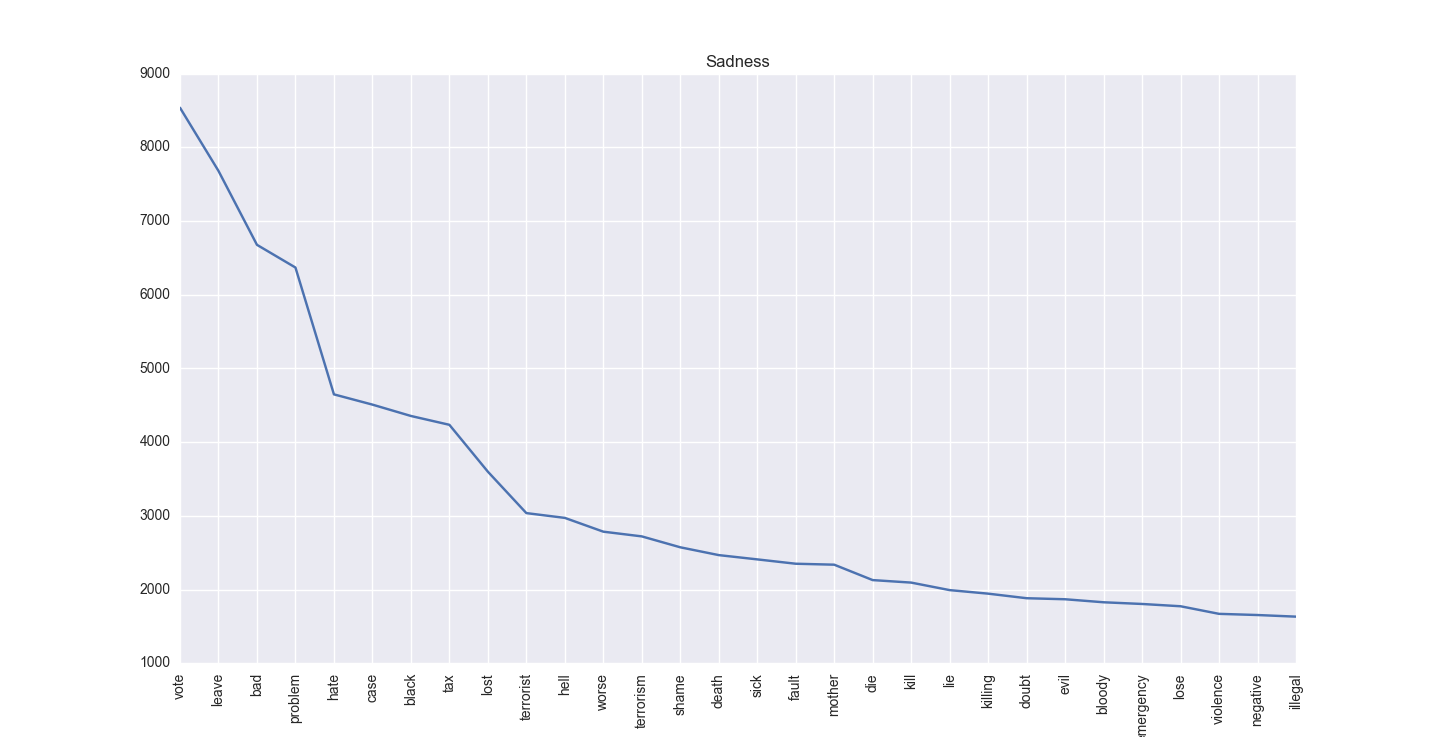 Sadness
9000
8000
7000
6000
5000
4000
3000
2000
1000
vote
leave
bad
problem
hate
case
black
tax
lost
terrorist
hell
worse
terrorism
shame
death
sick
fault
mother
die
kill
lie
killing
doubt
evil
bloody
mergency
lose
violence
negative
illegal